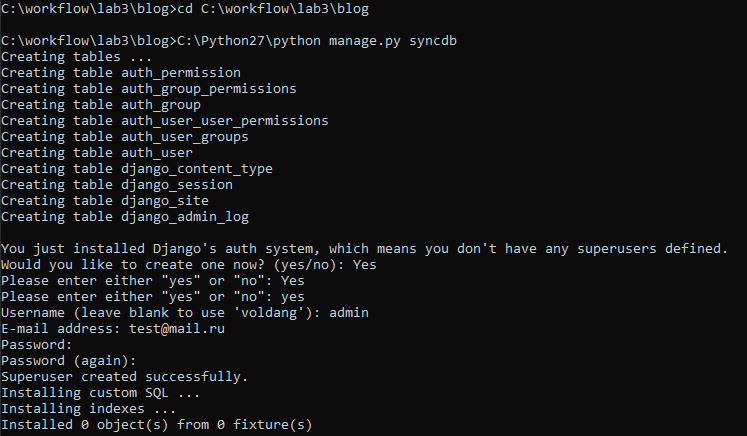 C:\workflow\lab3\blog>cd C:\workflow\lab3\blog
C:\workflow\lab3\blog>C:\Python27\python manage.py syncdb
Creating tables ...
Creating table auth_permission
Creating table auth_group_permissions
Creating table auth_group
Creating table auth_user_user_permissions
Creating table auth_user_groups
Creating table auth_user
Creating table django_content_type
Creating table django_session
Creating table django_site
Creating table django_admin_log
You just installed Django's auth system, which means you don't have any superusers defined.
Would you like to create one now? (yes/no): Yes
Please enter either "yes" or "no": Yes
Please enter either "yes" or "no": yes
Username (leave blank to use 'voldang'): admin
E-mail address: test@mail.ru
Password:
Password (again):
Superuser created successfully.
Installing custom SQL ...
Installing indexes ...
Installed 0 object(s) from 0 fixture(s)